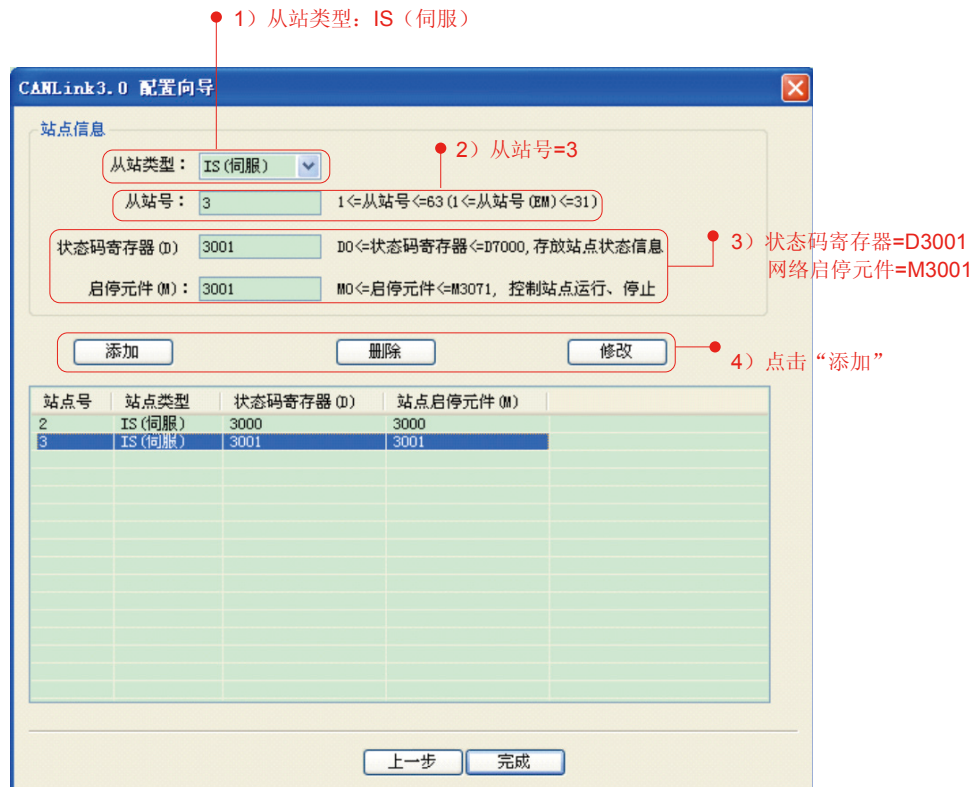 1）从站类型：IS（伺服）
CANLink3.0 配置向导
站点信息
从站类型： IS(伺服)
2）从站号=3
从站号： 3 1<=从站号<=63(1<=从站号(EM)<=31)
状态码寄存器(D) 3001 D0<=状态码寄存器<=D7000,存放站点状态信息
3）状态码寄存器=D3001
网络启停元件=M3001
启停元件(M)： 3001 M0<=启停元件<=M3071, 控制站点运行、停止
添加 删除 修改
4）点击“添加”
站点号 站点类型 状态码寄存器(D) 站点启停元件(M)
2 IS(伺服) 3000 3000
3 IS(伺服) 3001 3001
上一步 完成